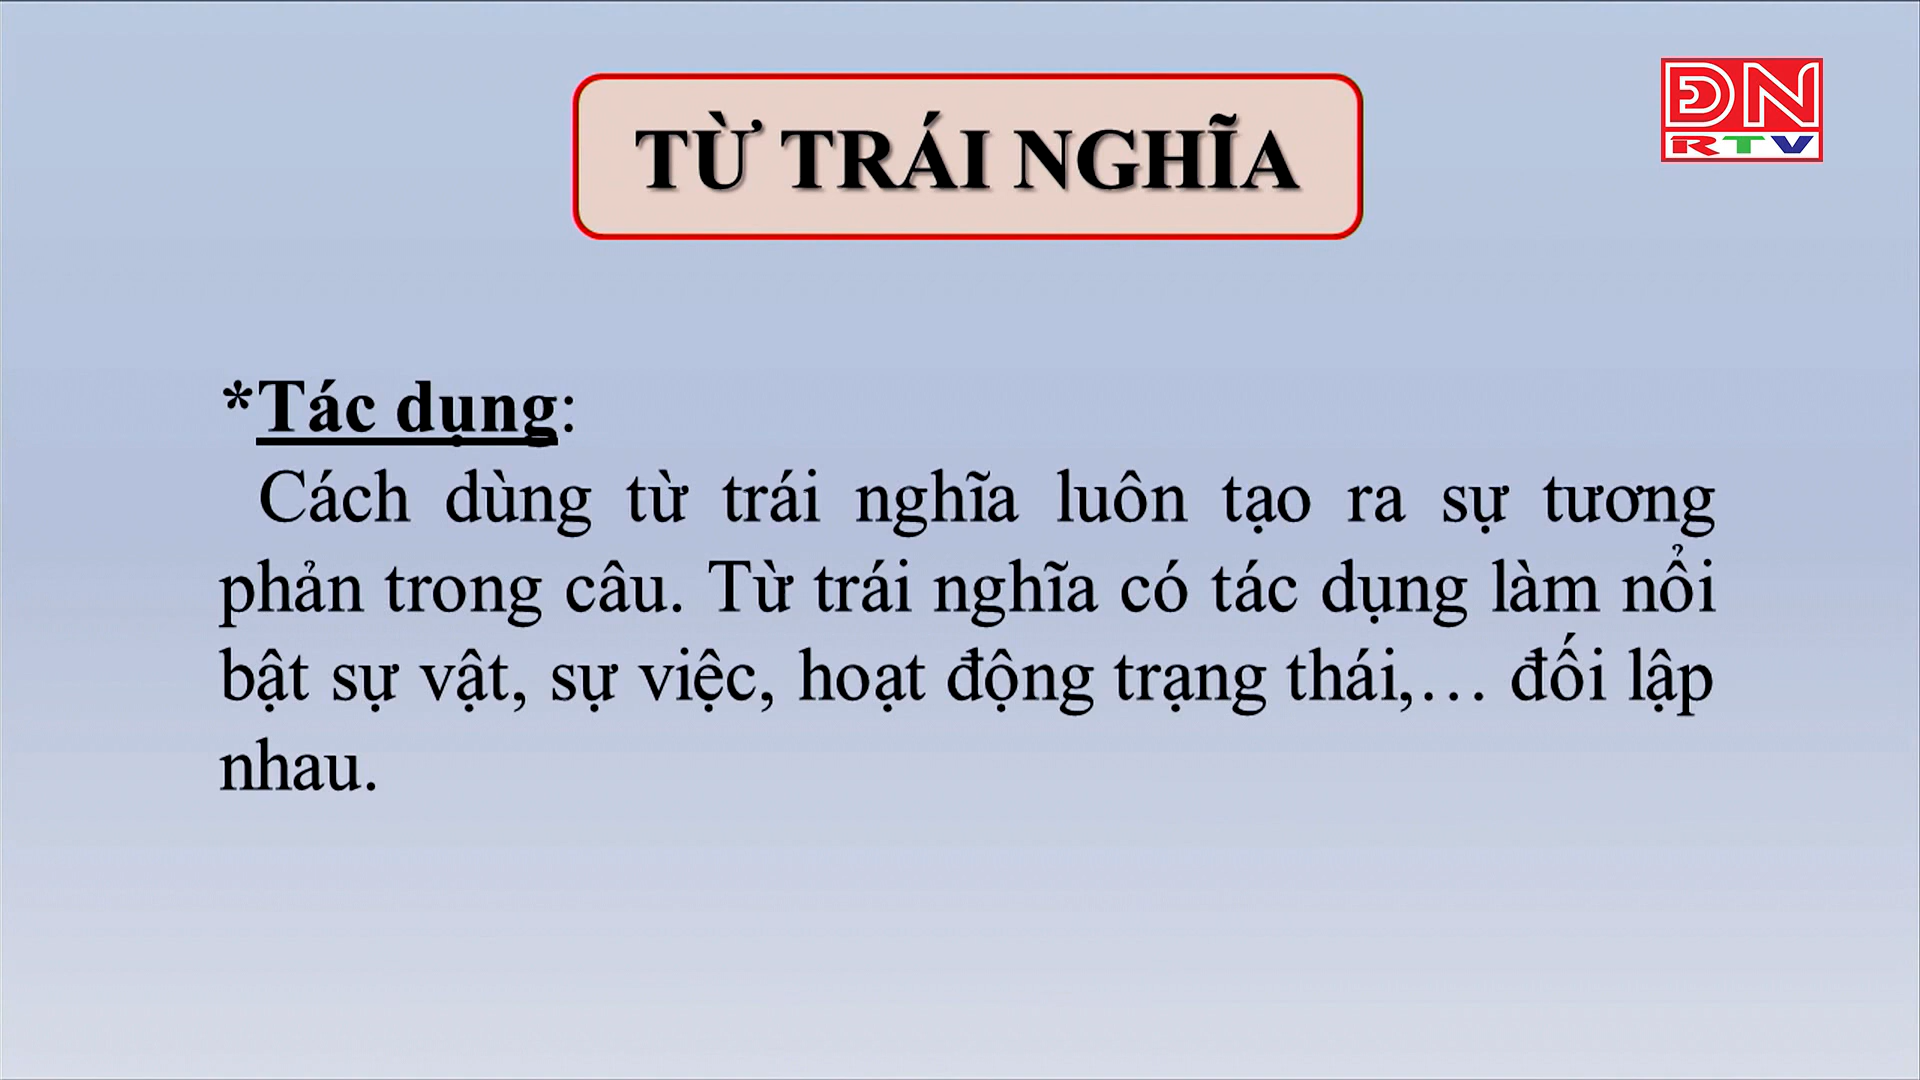 TỪ TRÁI NGHĨA
ĐN
RTV
*Tác dụng:
Cách dùng từ trái nghĩa luôn tạo ra sự tương
phản trong câu. Từ trái nghĩa có tác dụng làm nổi
bật sự vật, sự việc, hoạt động trạng thái,… đối lập
nhau.